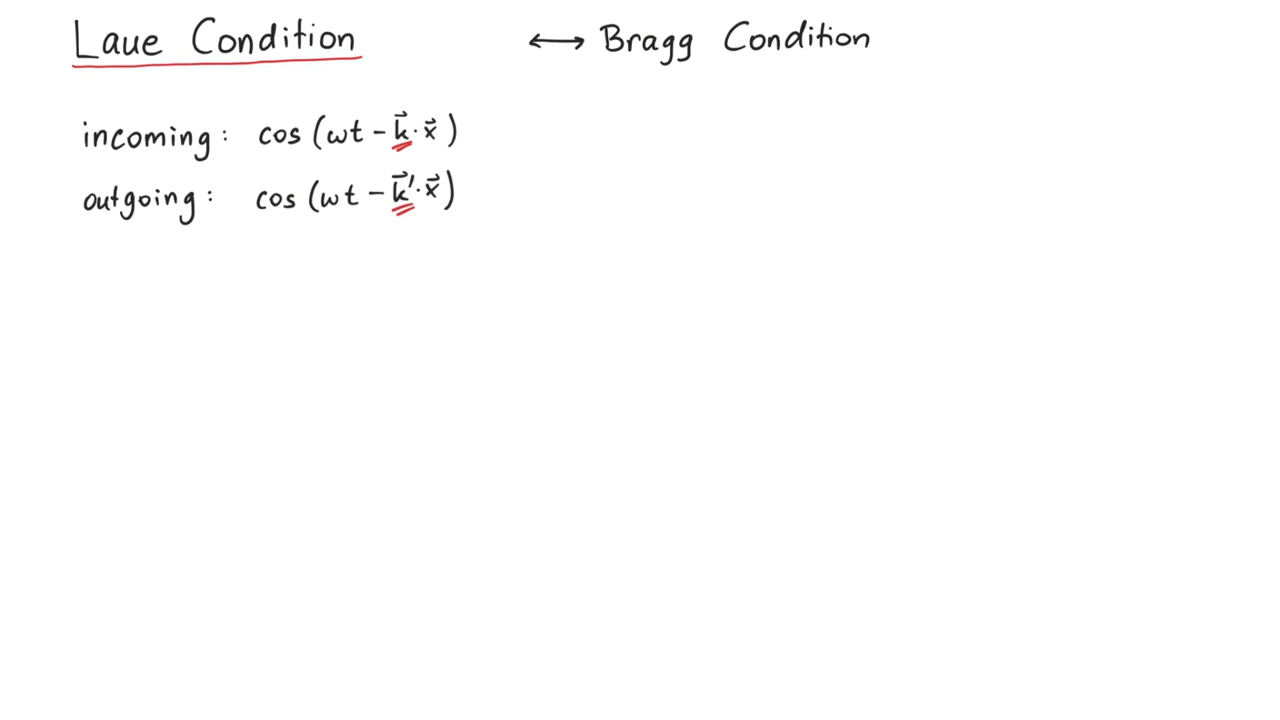 Laue Condition ⟷ Bragg Condition
incoming: cos (ωt - k⃗ · x⃗)
outgoing: cos (ωt - k⃗' · x⃗)